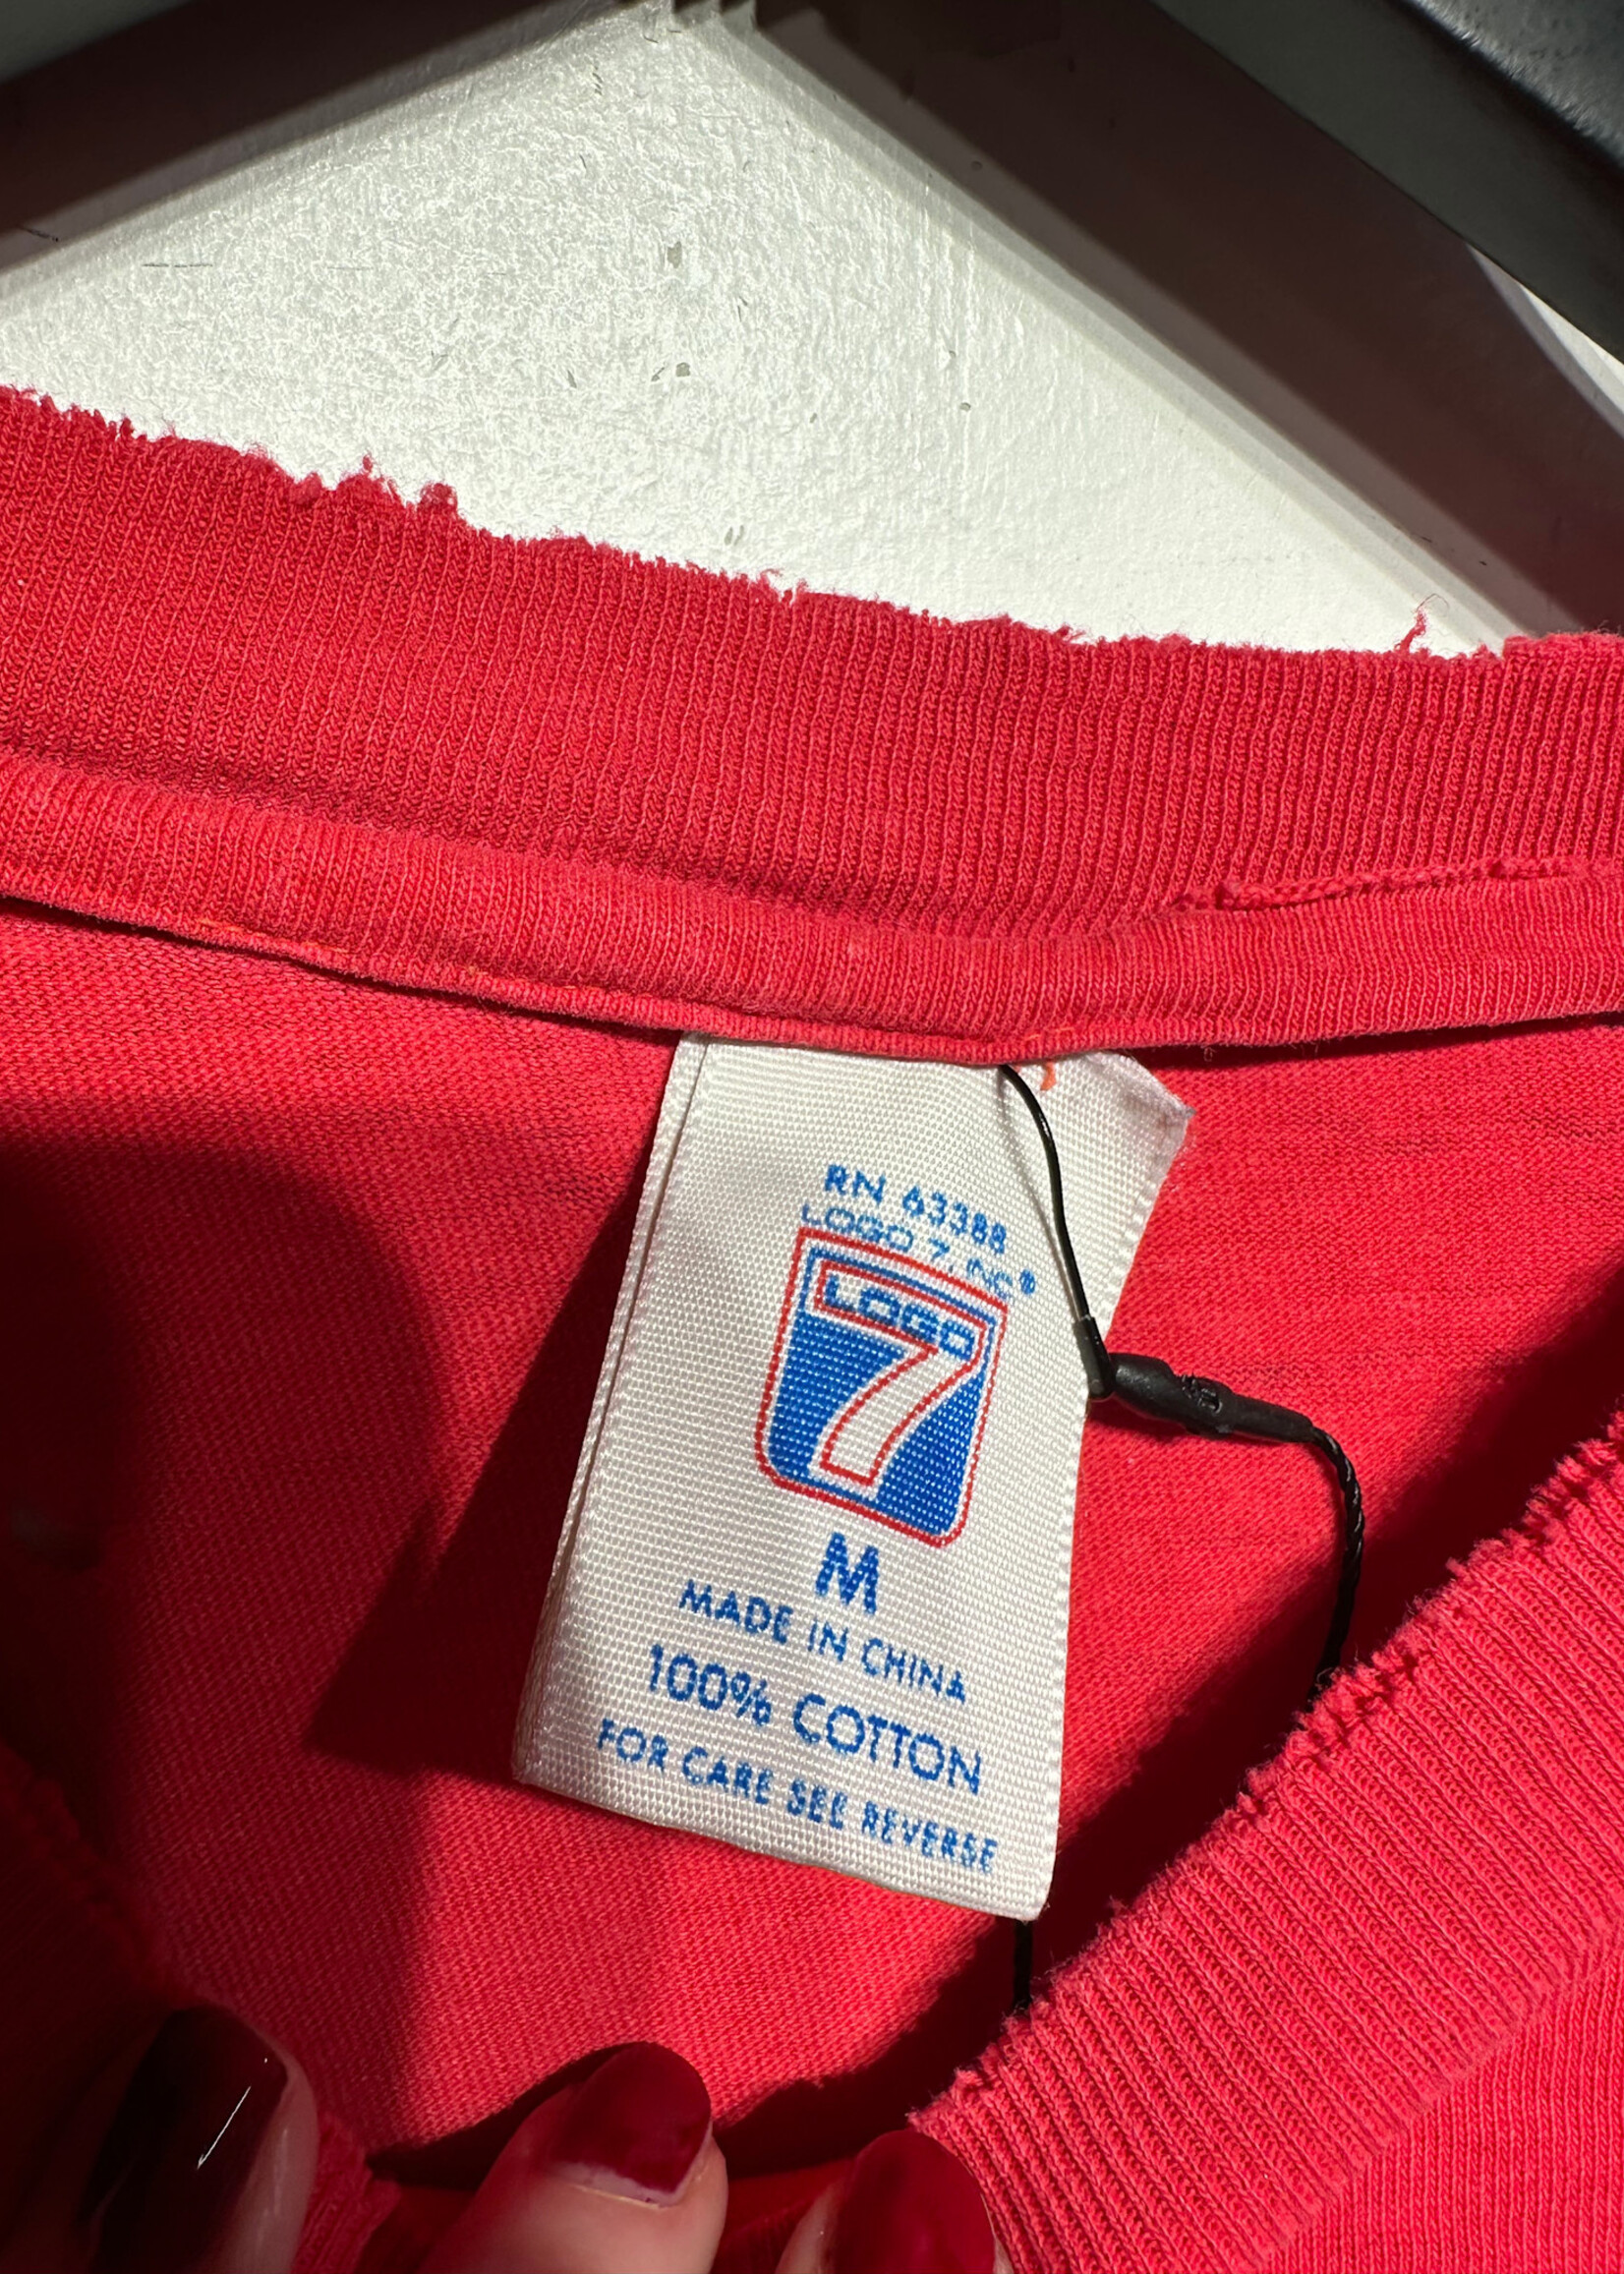 RN 63388
LOGO 7, INC®
LOGO
7
M
MADE IN CHINA
100% COTTON
FOR CARE SEE REVERSE